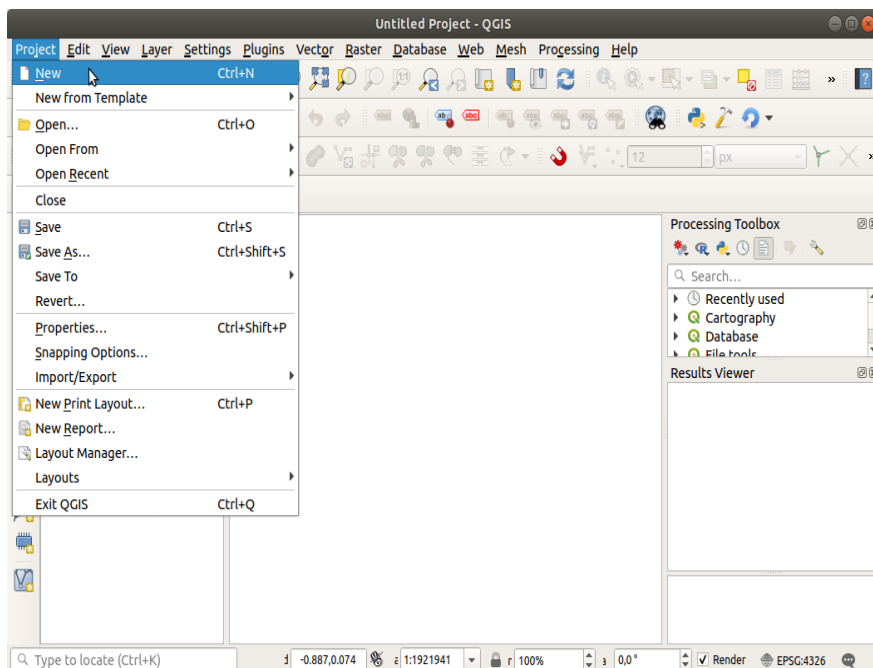 Untitled Project - QGIS
Project Edit View Layer Settings Plugins Vector Raster Database Web Mesh Processing Help
New Ctrl+N
New from Template
Open... Ctrl+O
Open From
Open Recent
Close
Save Ctrl+S
Save As... Ctrl+Shift+S
Save To
Revert...
Properties... Ctrl+Shift+P
Snapping Options...
Import/Export
New Print Layout... Ctrl+P
New Report...
Layout Manager...
Layouts
Exit QGIS Ctrl+Q
»
abc
abc
12 px »
Processing Toolbox
Search...
Recently used
Cartography
Database
File tools
Results Viewer
Type to locate (Ctrl+K) -0.887,0.074 1:1921941 r 100% 0,0 ° Render EPSG:4326